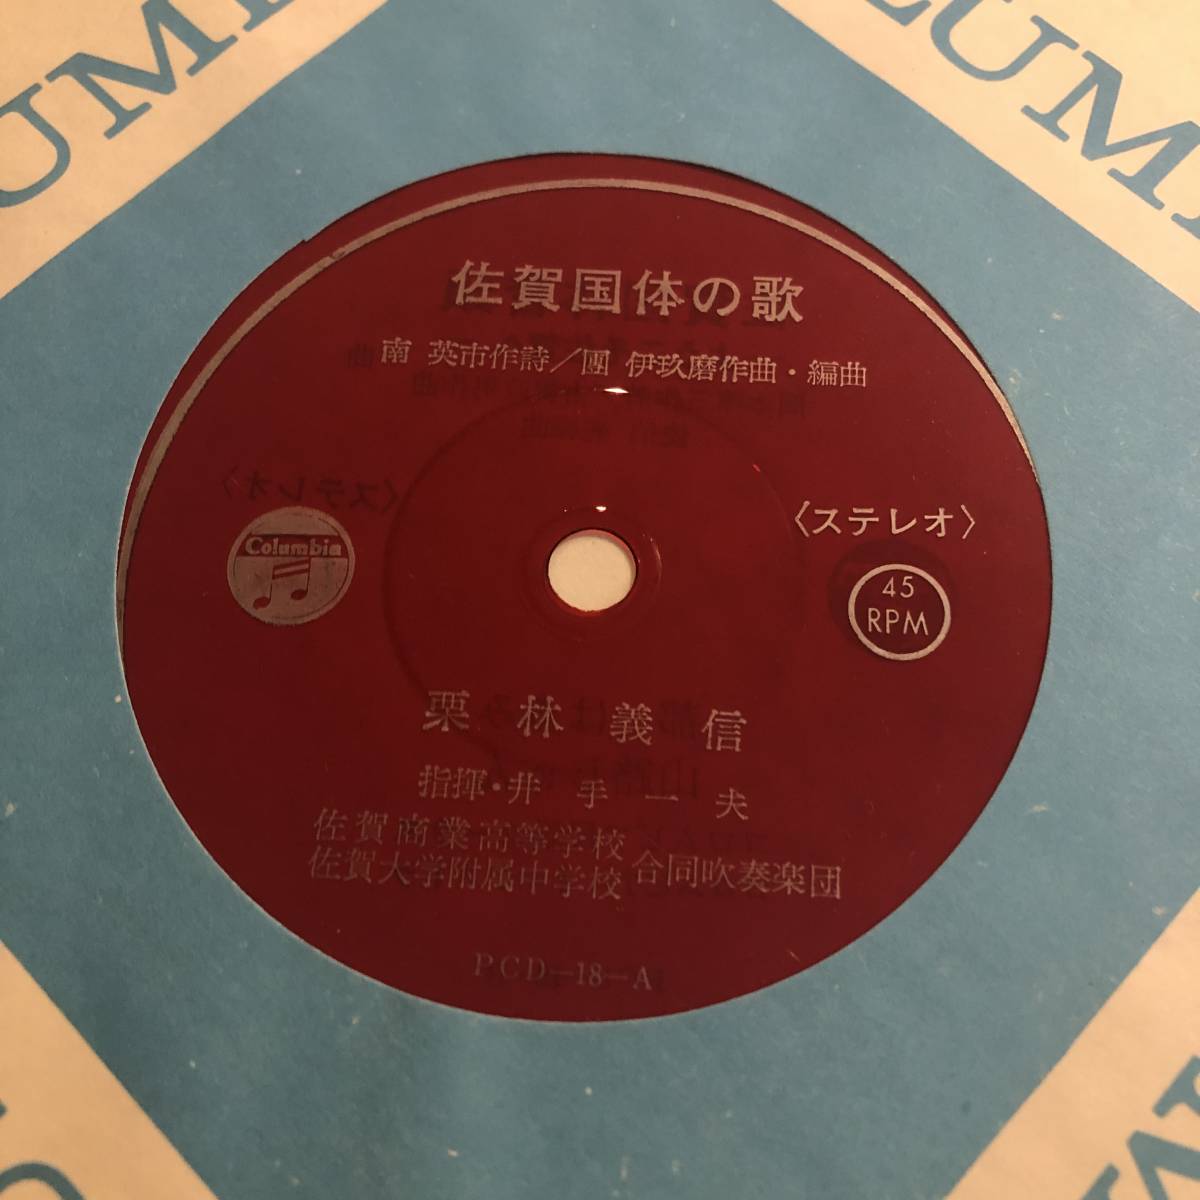 UM
LUM
佐賀国体の歌
南 英市作詩／團 伊玖磨作曲・編曲
〈ステレオ〉
Columbia
45
RPM
栗林義信
指揮・井手一夫
佐賀商業高等学校
佐賀大学附属中学校 合同吹奏楽団
PCD-18-A